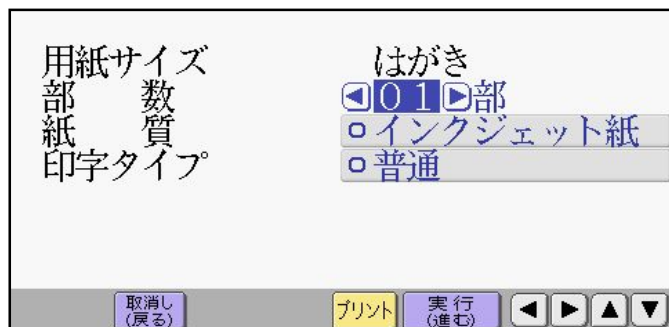 用紙サイズ はがき
部数 ◀０１▶部
紙質 インクジェット紙
印字タイプ 普通
取消し
(戻る)
プリント
実行
(進む)
◀ ▶ ▲ ▼